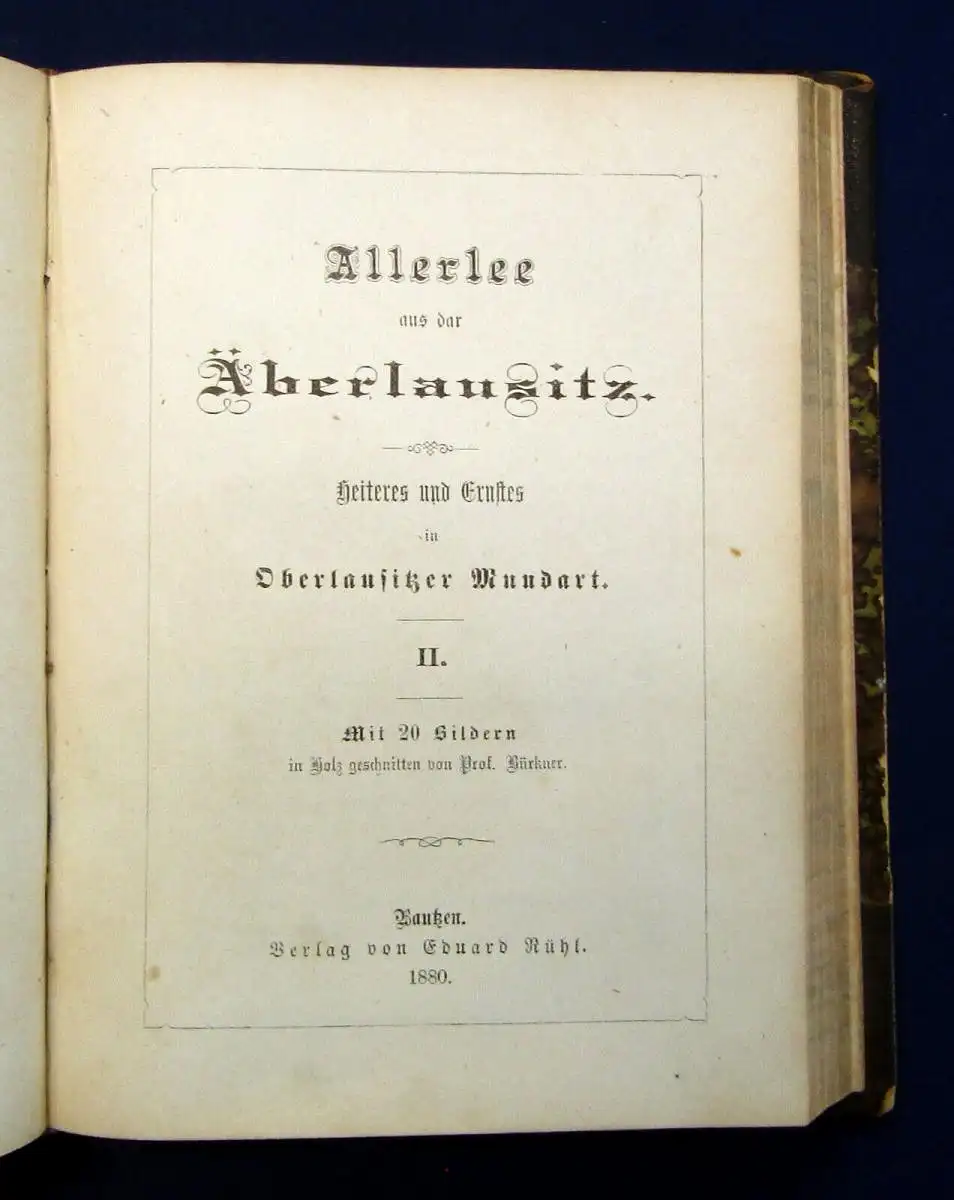 Allerlee
aus dar
Äberlausitz.
Heiteres und Ernstes
in
Oberlausitzer Mundart.
II.
Mit 20 Bildern
in Holz geschnitten von Prof. Bürkner.
Bautzen.
Verlag von Eduard Rühl.
1880.